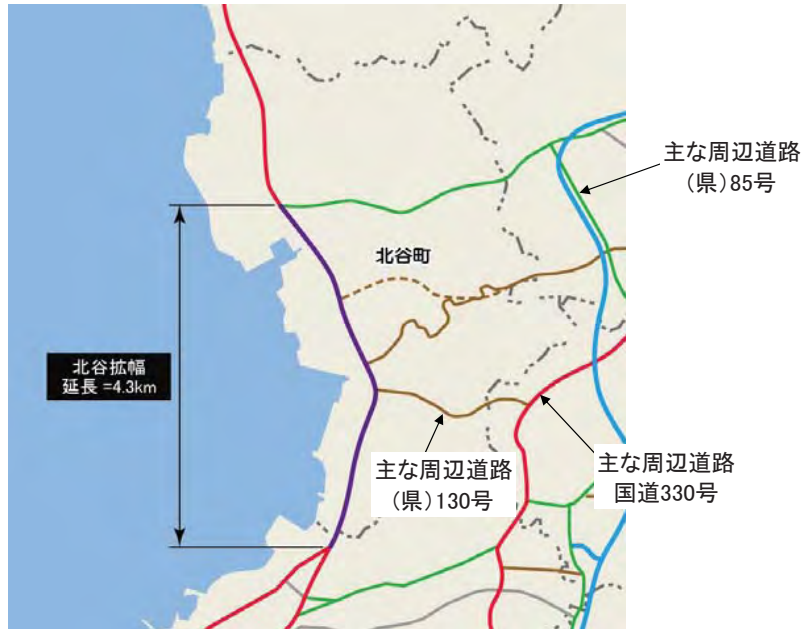 主な周辺道路
(県)85号
北谷町
北谷拡幅
延長=4.3km
主な周辺道路
(県)130号
主な周辺道路
国道330号